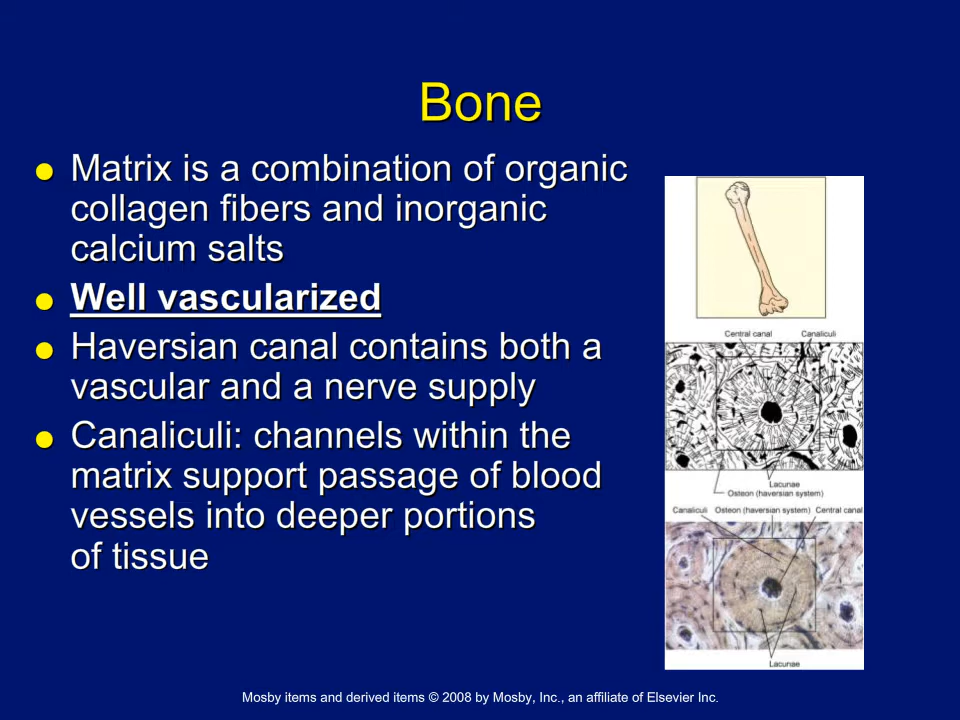 Bone
Matrix is a combination of organic
collagen fibers and inorganic
calcium salts
Well vascularized
Haversian canal contains both a
vascular and a nerve supply
Canaliculi: channels within the
matrix support passage of blood
vessels into deeper portions
of tissue
Central canal Canaliculi
Lacunae
Osteon (haversian system)
Canaliculi Osteon (haversian system) Central canal
Lacunae
Mosby items and derived items © 2008 by Mosby, Inc., an affiliate of Elsevier Inc.